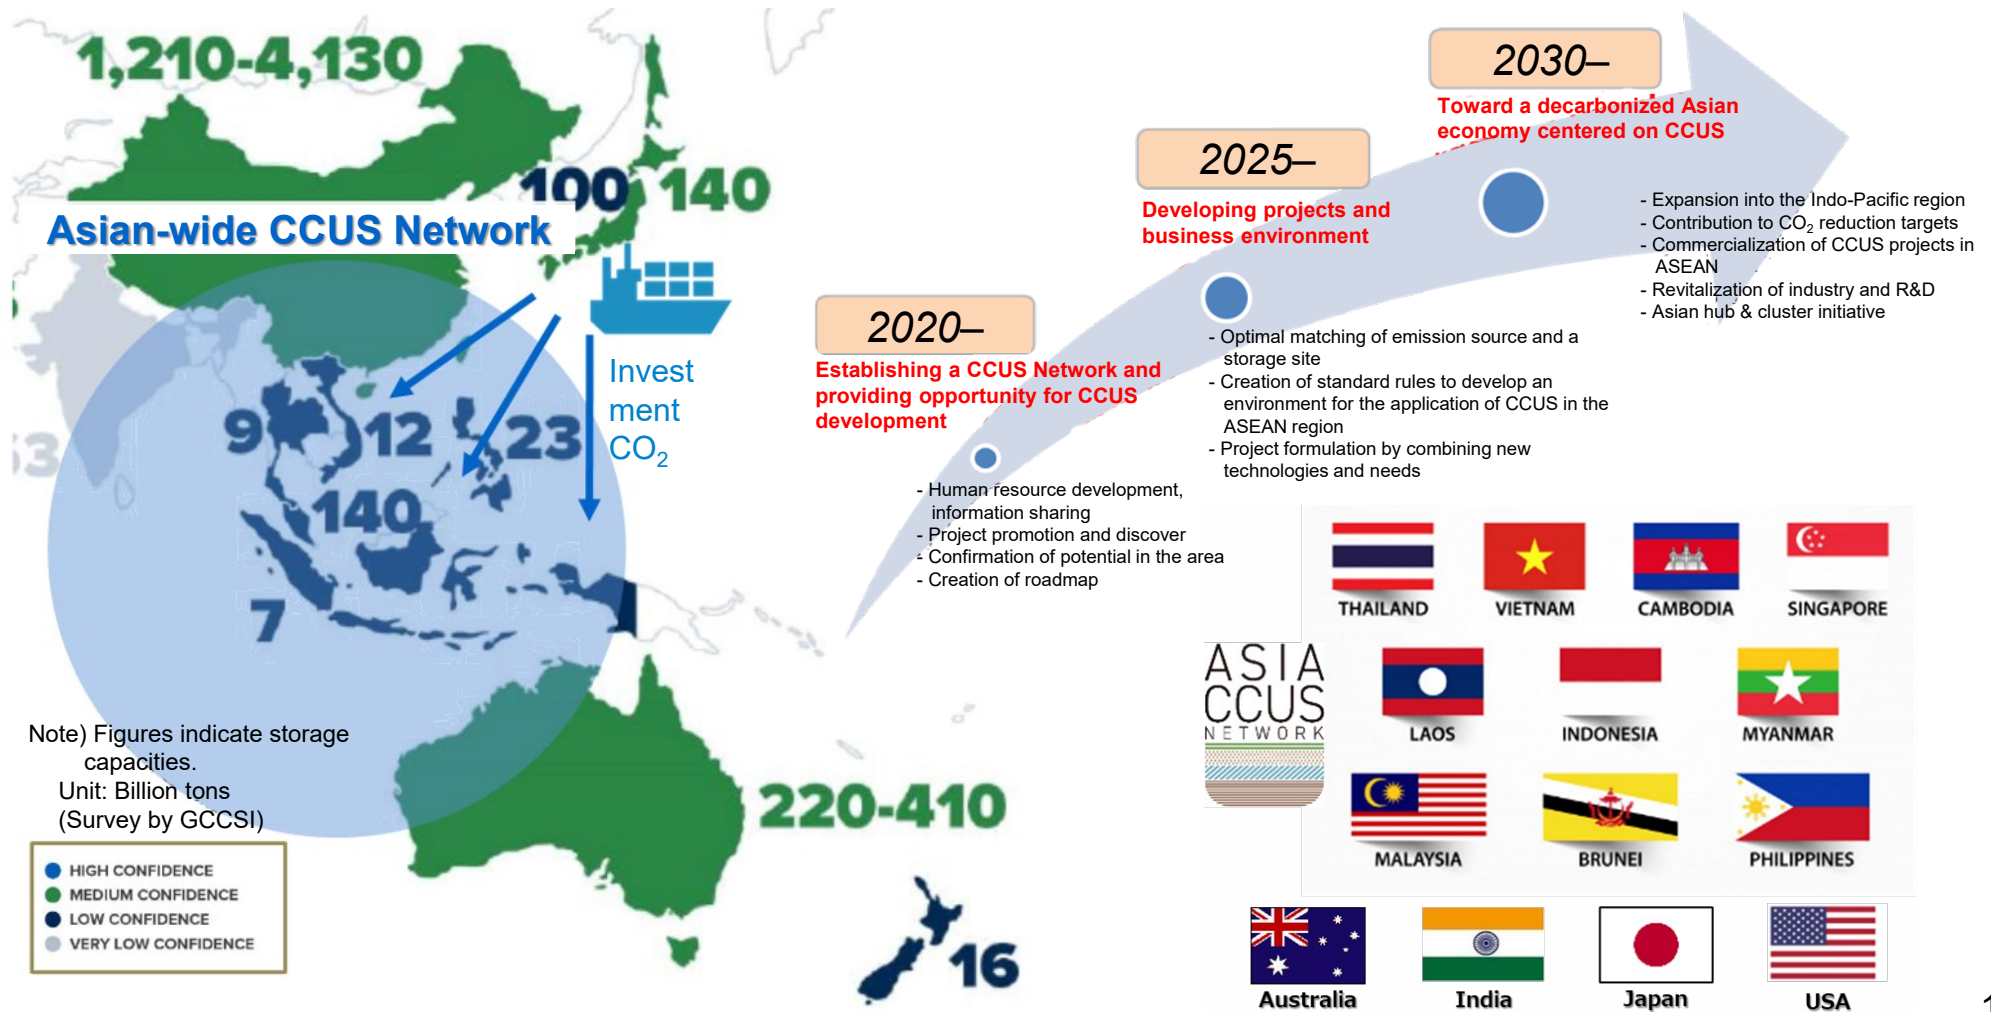 1,210-4,130
100
140
Asian-wide CCUS Network
Invest
ment
CO₂
9
12
23
63
140
7
Note) Figures indicate storage
capacities.
Unit: Billion tons
(Survey by GCCSI)
HIGH CONFIDENCE
MEDIUM CONFIDENCE
LOW CONFIDENCE
VERY LOW CONFIDENCE
220-410
16
2020–
Establishing a CCUS Network and
providing opportunity for CCUS
development
- Human resource development,
information sharing
- Project promotion and discover
- Confirmation of potential in the area
- Creation of roadmap
2025–
Developing projects and
business environment
- Optimal matching of emission source and a
storage site
- Creation of standard rules to develop an
environment for the application of CCUS in the
ASEAN region
- Project formulation by combining new
technologies and needs
2030–
Toward a decarbonized Asian
economy centered on CCUS
- Expansion into the Indo-Pacific region
- Contribution to CO₂ reduction targets
- Commercialization of CCUS projects in
ASEAN
- Revitalization of industry and R&D
- Asian hub & cluster initiative
ASIA
CCUS
NETWORK
THAILAND
VIETNAM
CAMBODIA
SINGAPORE
LAOS
INDONESIA
MYANMAR
MALAYSIA
BRUNEI
PHILIPPINES
Australia
India
Japan
USA